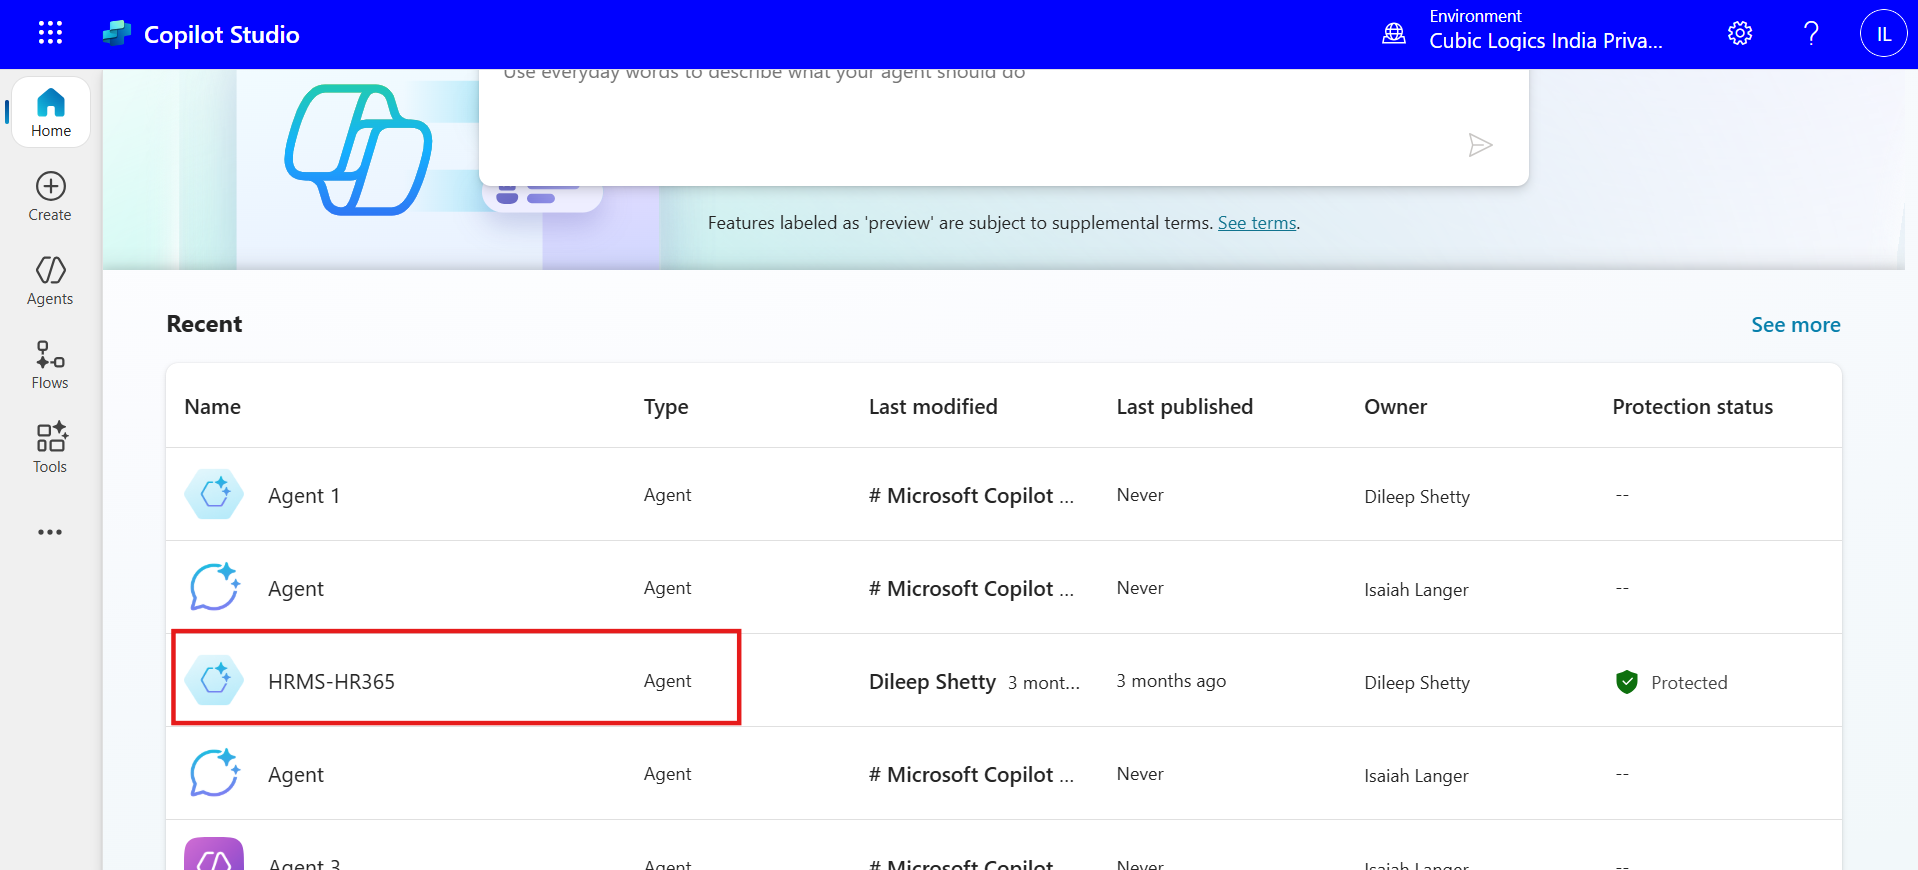 Copilot Studio
Environment
Cubic Logics India Priva...
IL
Home
Create
Agents
Flows
Tools
Use everyday words to describe what your agent should do
Features labeled as 'preview' are subject to supplemental terms. See terms.
Recent
See more
Name Type Last modified Last published Owner Protection status
Agent 1 Agent # Microsoft Copilot ... Never Dileep Shetty --
Agent Agent # Microsoft Copilot ... Never Isaiah Langer --
HRMS-HR365 Agent Dileep Shetty 3 mont... 3 months ago Dileep Shetty Protected
Agent Agent # Microsoft Copilot ... Never Isaiah Langer --
Agent 3 Agent # Microsoft Copilot Never Isaiah Langer --